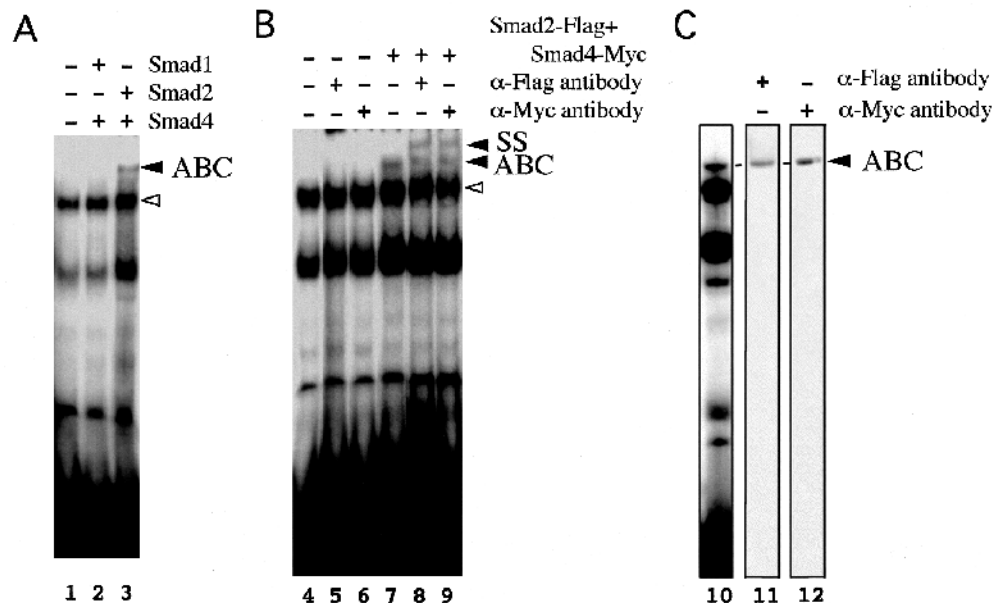 A
– + – Smad1
– – + Smad2
– + + Smad4
ABC
1 2 3
B
Smad2-Flag+
– – – + + + Smad4-Myc
– + – – + – α-Flag antibody
– – + – – + α-Myc antibody
SS
ABC
4 5 6 7 8 9
C
+ – α-Flag antibody
– + α-Myc antibody
ABC
10 11 12